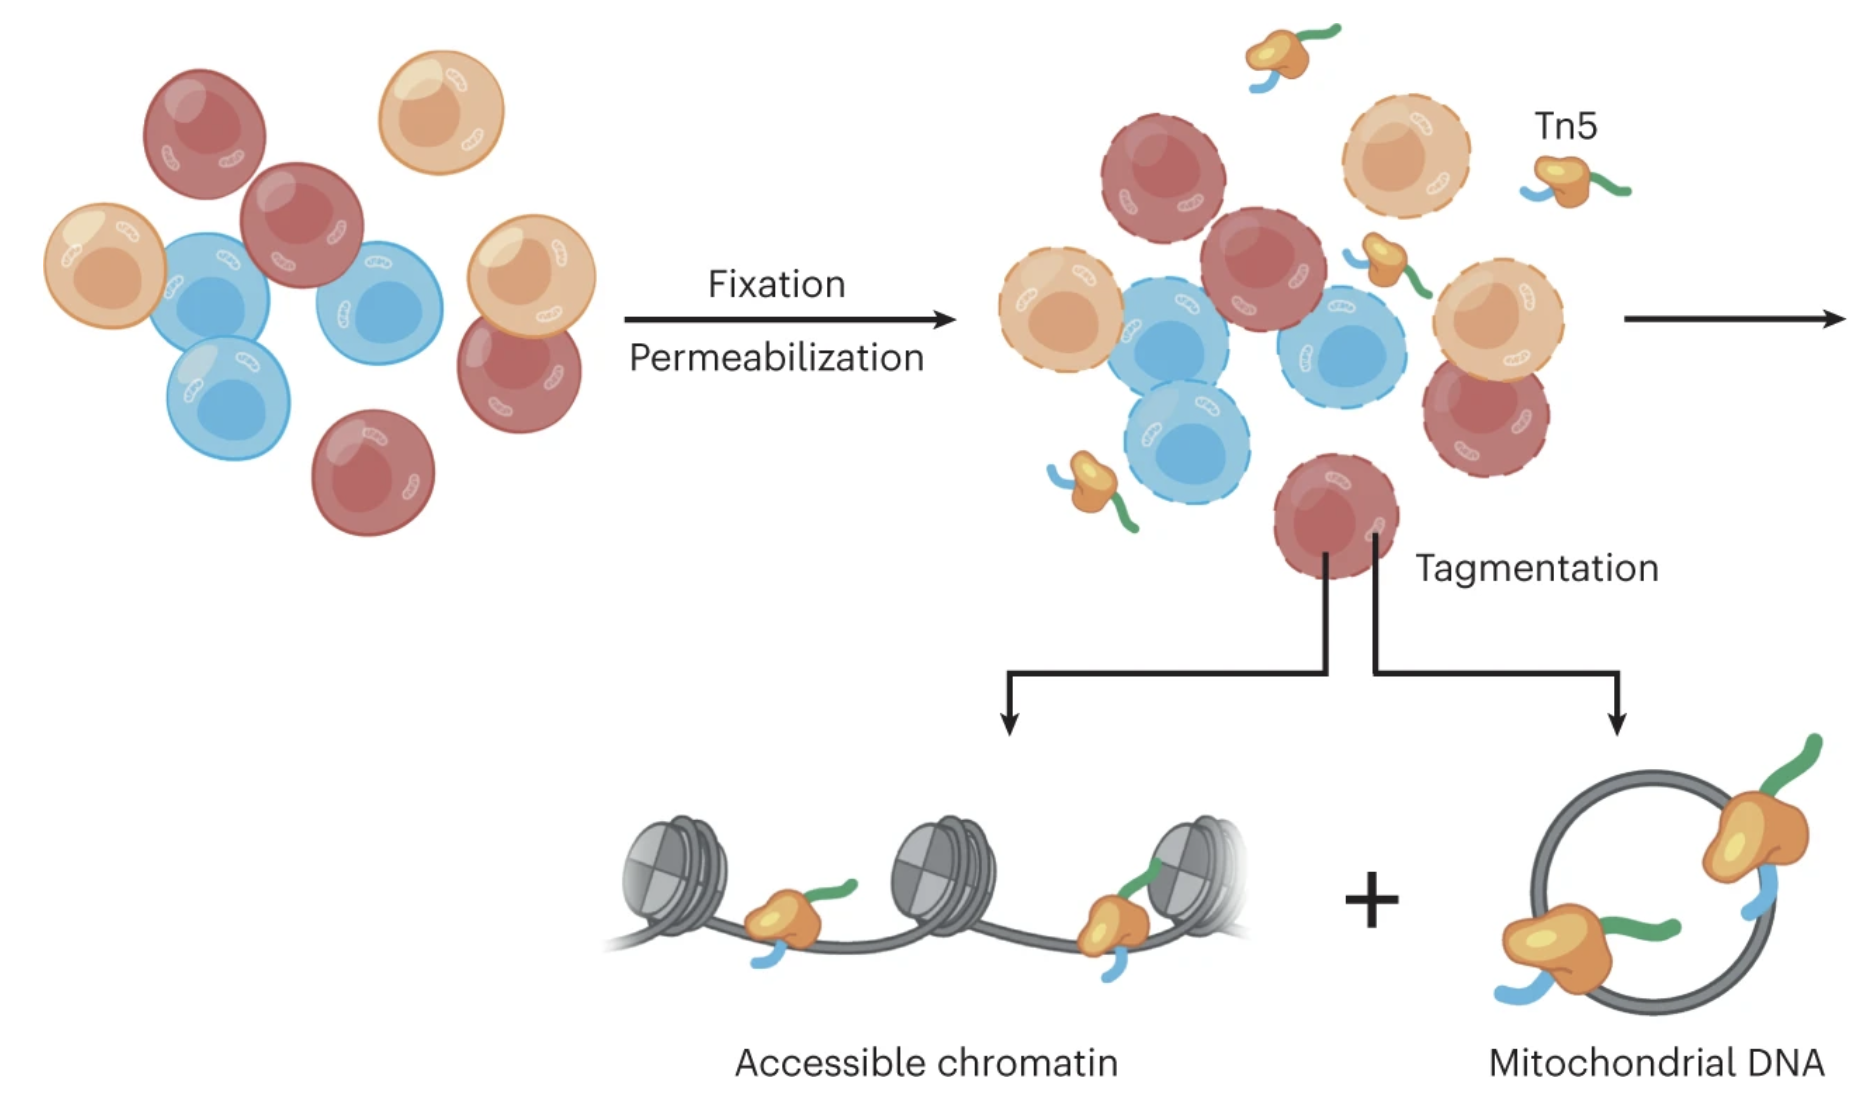 Tn5
Fixation
Permeabilization
Tagmentation
+
Accessible chromatin
Mitochondrial DNA